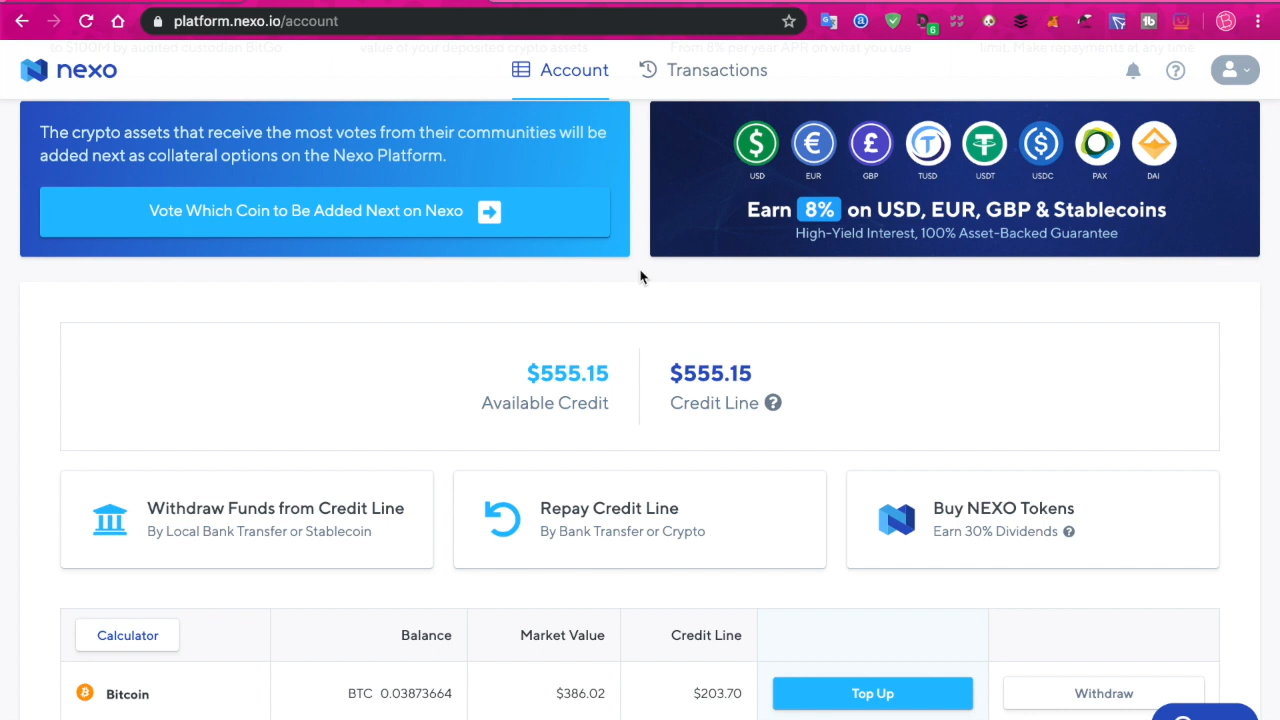 platform.nexo.io/account
6
to $100M by audited custodian BitGo
value of your deposited crypto assets
From 8% per year APR on what you use
limit. Make repayments at any time
nexo
Account
Transactions
The crypto assets that receive the most votes from their communities will be
added next as collateral options on the Nexo Platform.
Vote Which Coin to Be Added Next on Nexo
USD EUR GBP TUSD USDT USDC PAX DAI
Earn 8% on USD, EUR, GBP & Stablecoins
High-Yield Interest, 100% Asset-Backed Guarantee
$555.15
Available Credit
$555.15
Credit Line
Withdraw Funds from Credit Line
By Local Bank Transfer or Stablecoin
Repay Credit Line
By Bank Transfer or Crypto
Buy NEXO Tokens
Earn 30% Dividends
Calculator Balance Market Value Credit Line
Bitcoin BTC 0.03873664 $386.02 $203.70 Top Up Withdraw